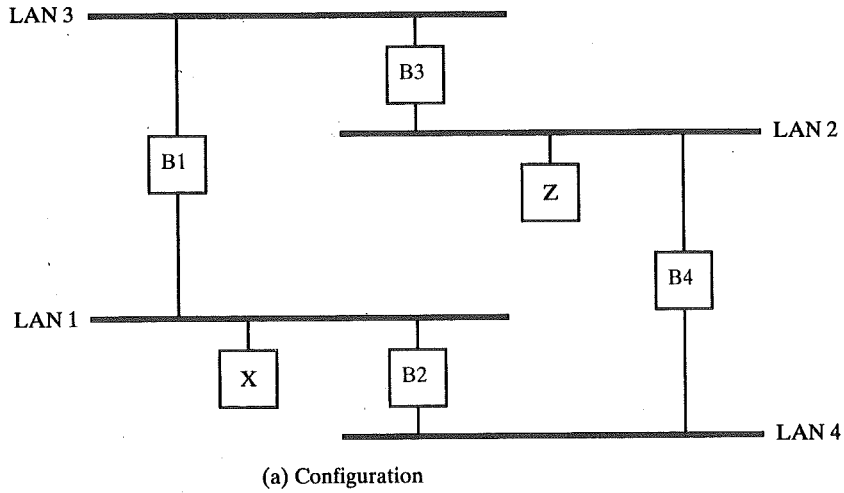 LAN 3
B3
LAN 2
B1
Z
B4
LAN 1
X
B2
LAN 4
(a) Configuration